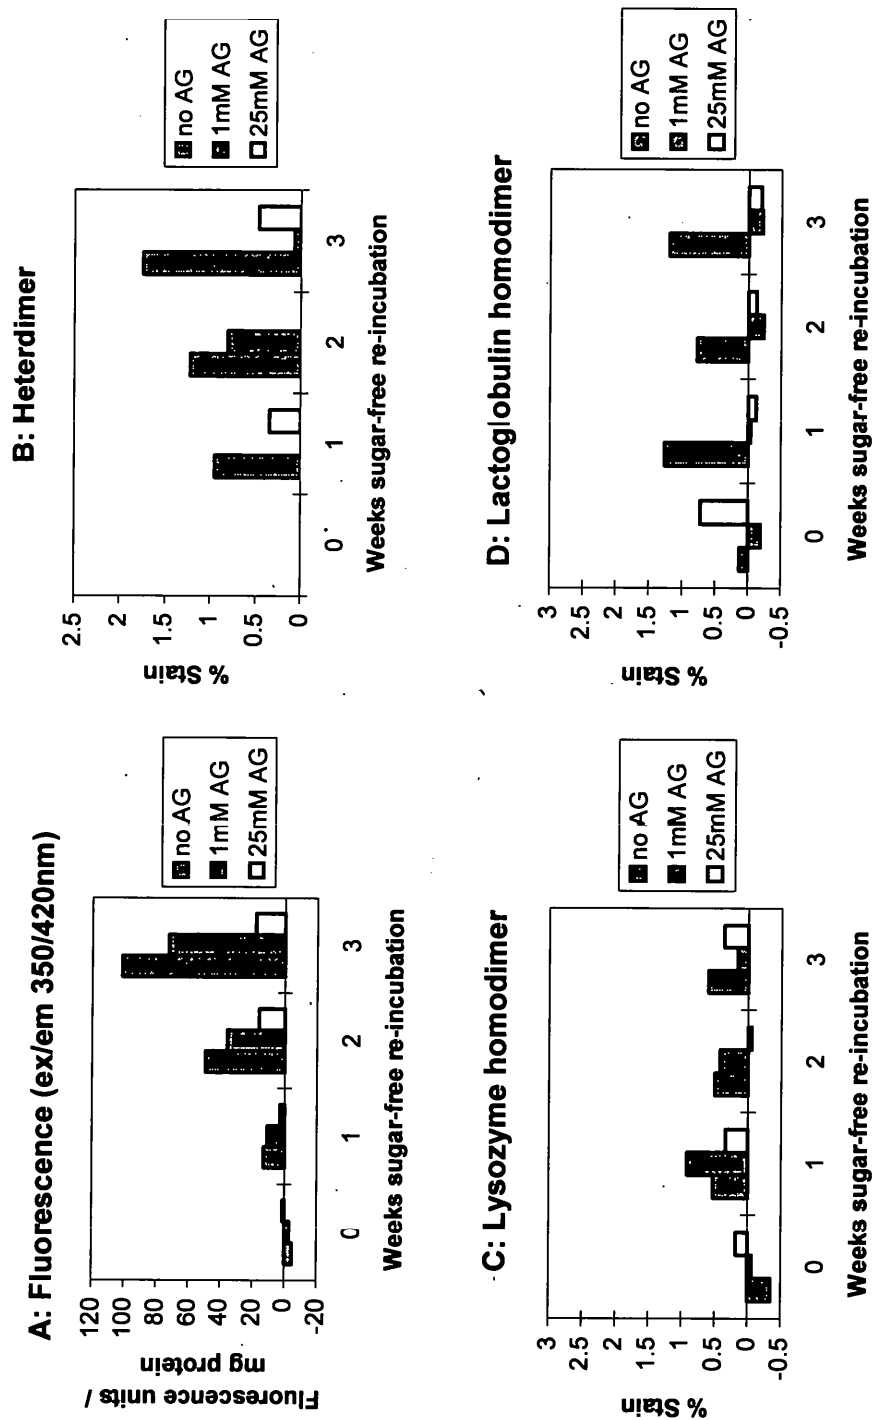 A: Fluorescence (ex/em 350/420nm)
Fluorescence units /
mg protein
120
100
80
60
40
20
0
-20
0
1
2
3
Weeks sugar-free re-incubation
no AG
1mM AG
25mM AG
B: Heterdimer
% Stain
2.5
2
1.5
1
0.5
0
0
1
2
3
Weeks sugar-free re-incubation
no AG
1mM AG
25mM AG
C: Lysozyme homodimer
% Stain
3
2.5
2
1.5
1
0.5
0
-0.5
0
1
2
3
Weeks sugar-free re-incubation
no AG
1mM AG
25mM AG
D: Lactoglobulin homodimer
% Stain
3
2.5
2
1.5
1
0.5
0
-0.5
0
1
2
3
Weeks sugar-free re-incubation
no AG
1mM AG
25mM AG